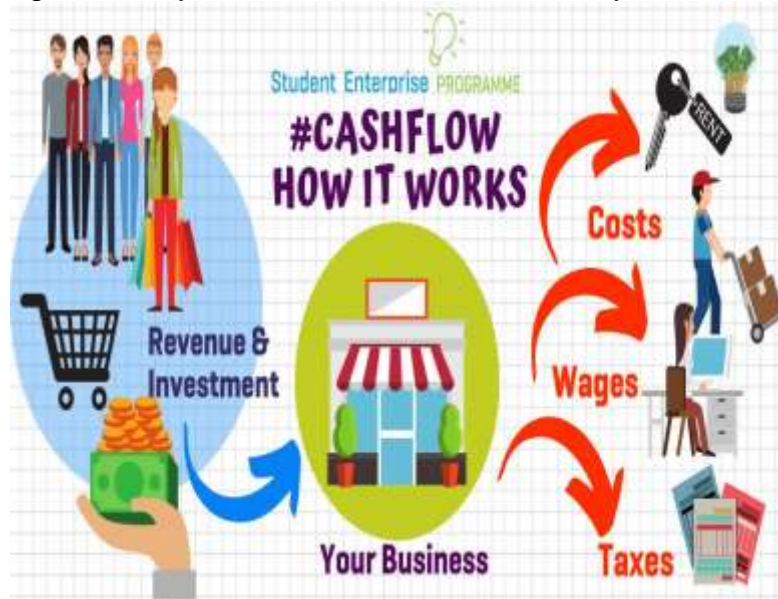 Student Enterprise PROGRAMME
#CASHFLOW
HOW IT WORKS
RENT
Costs
Revenue &
Investment
Wages
Your Business
Taxes